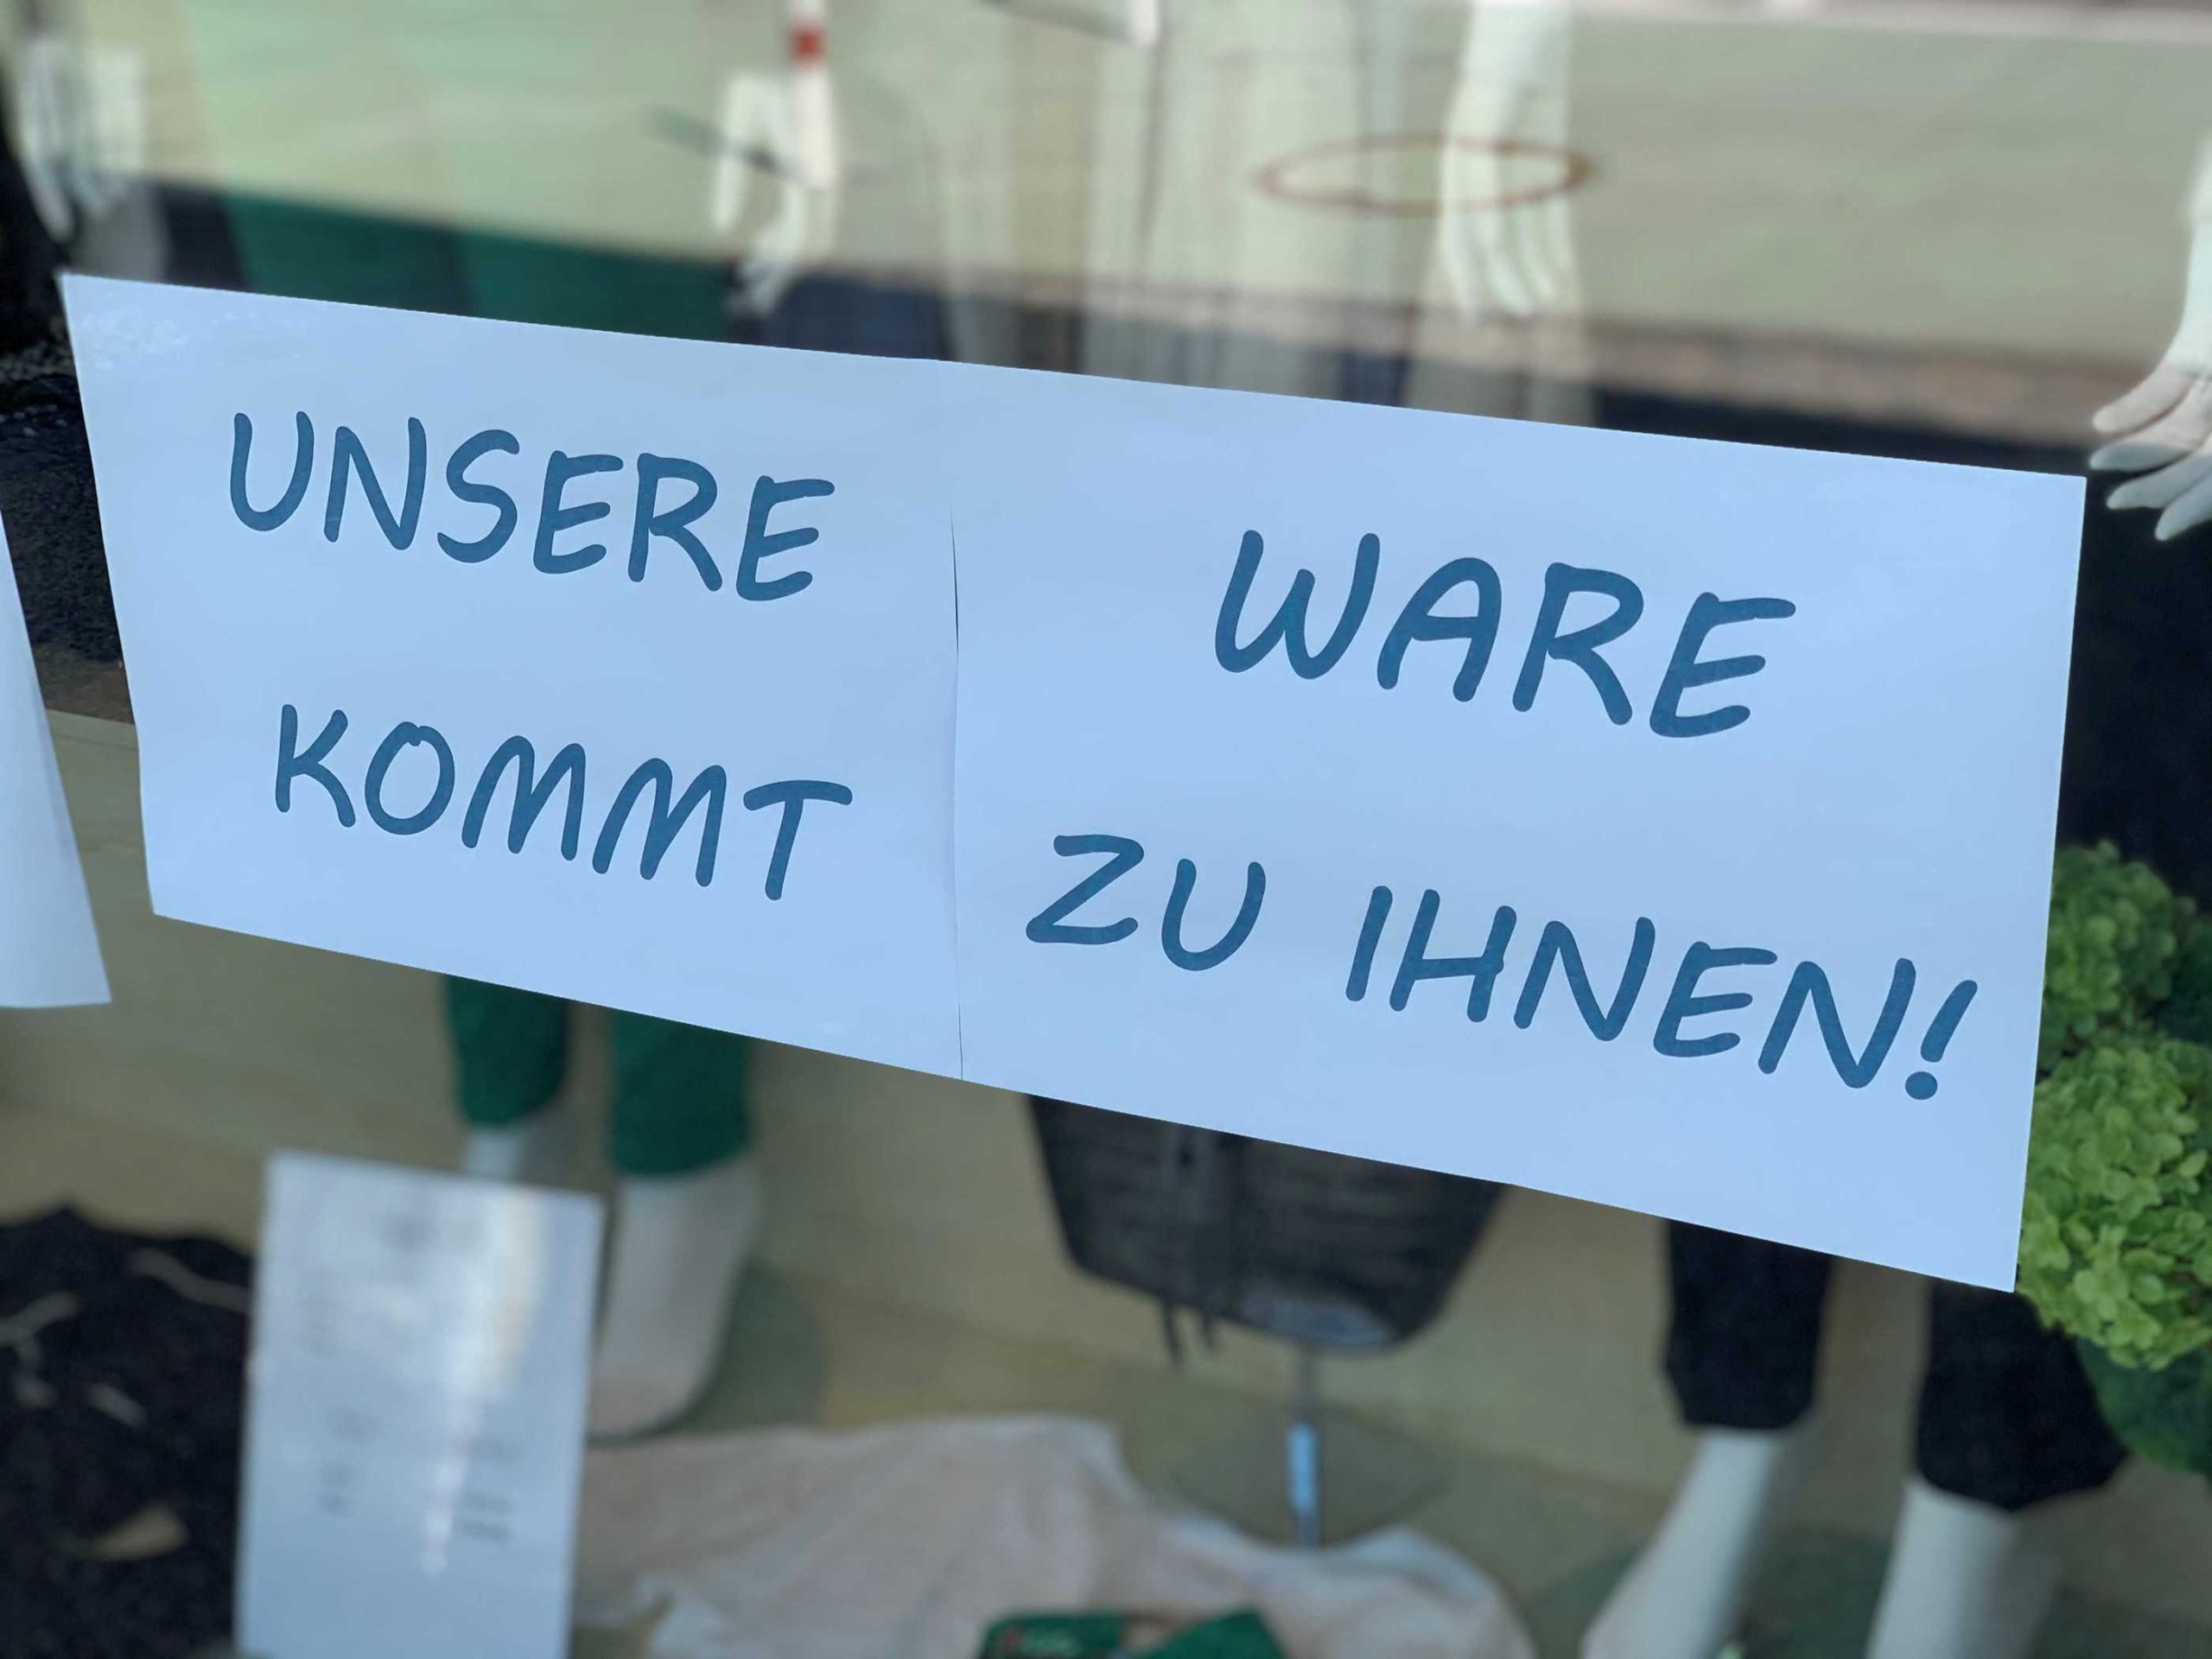 UNSERE WARE
KOMMT ZU IHNEN!